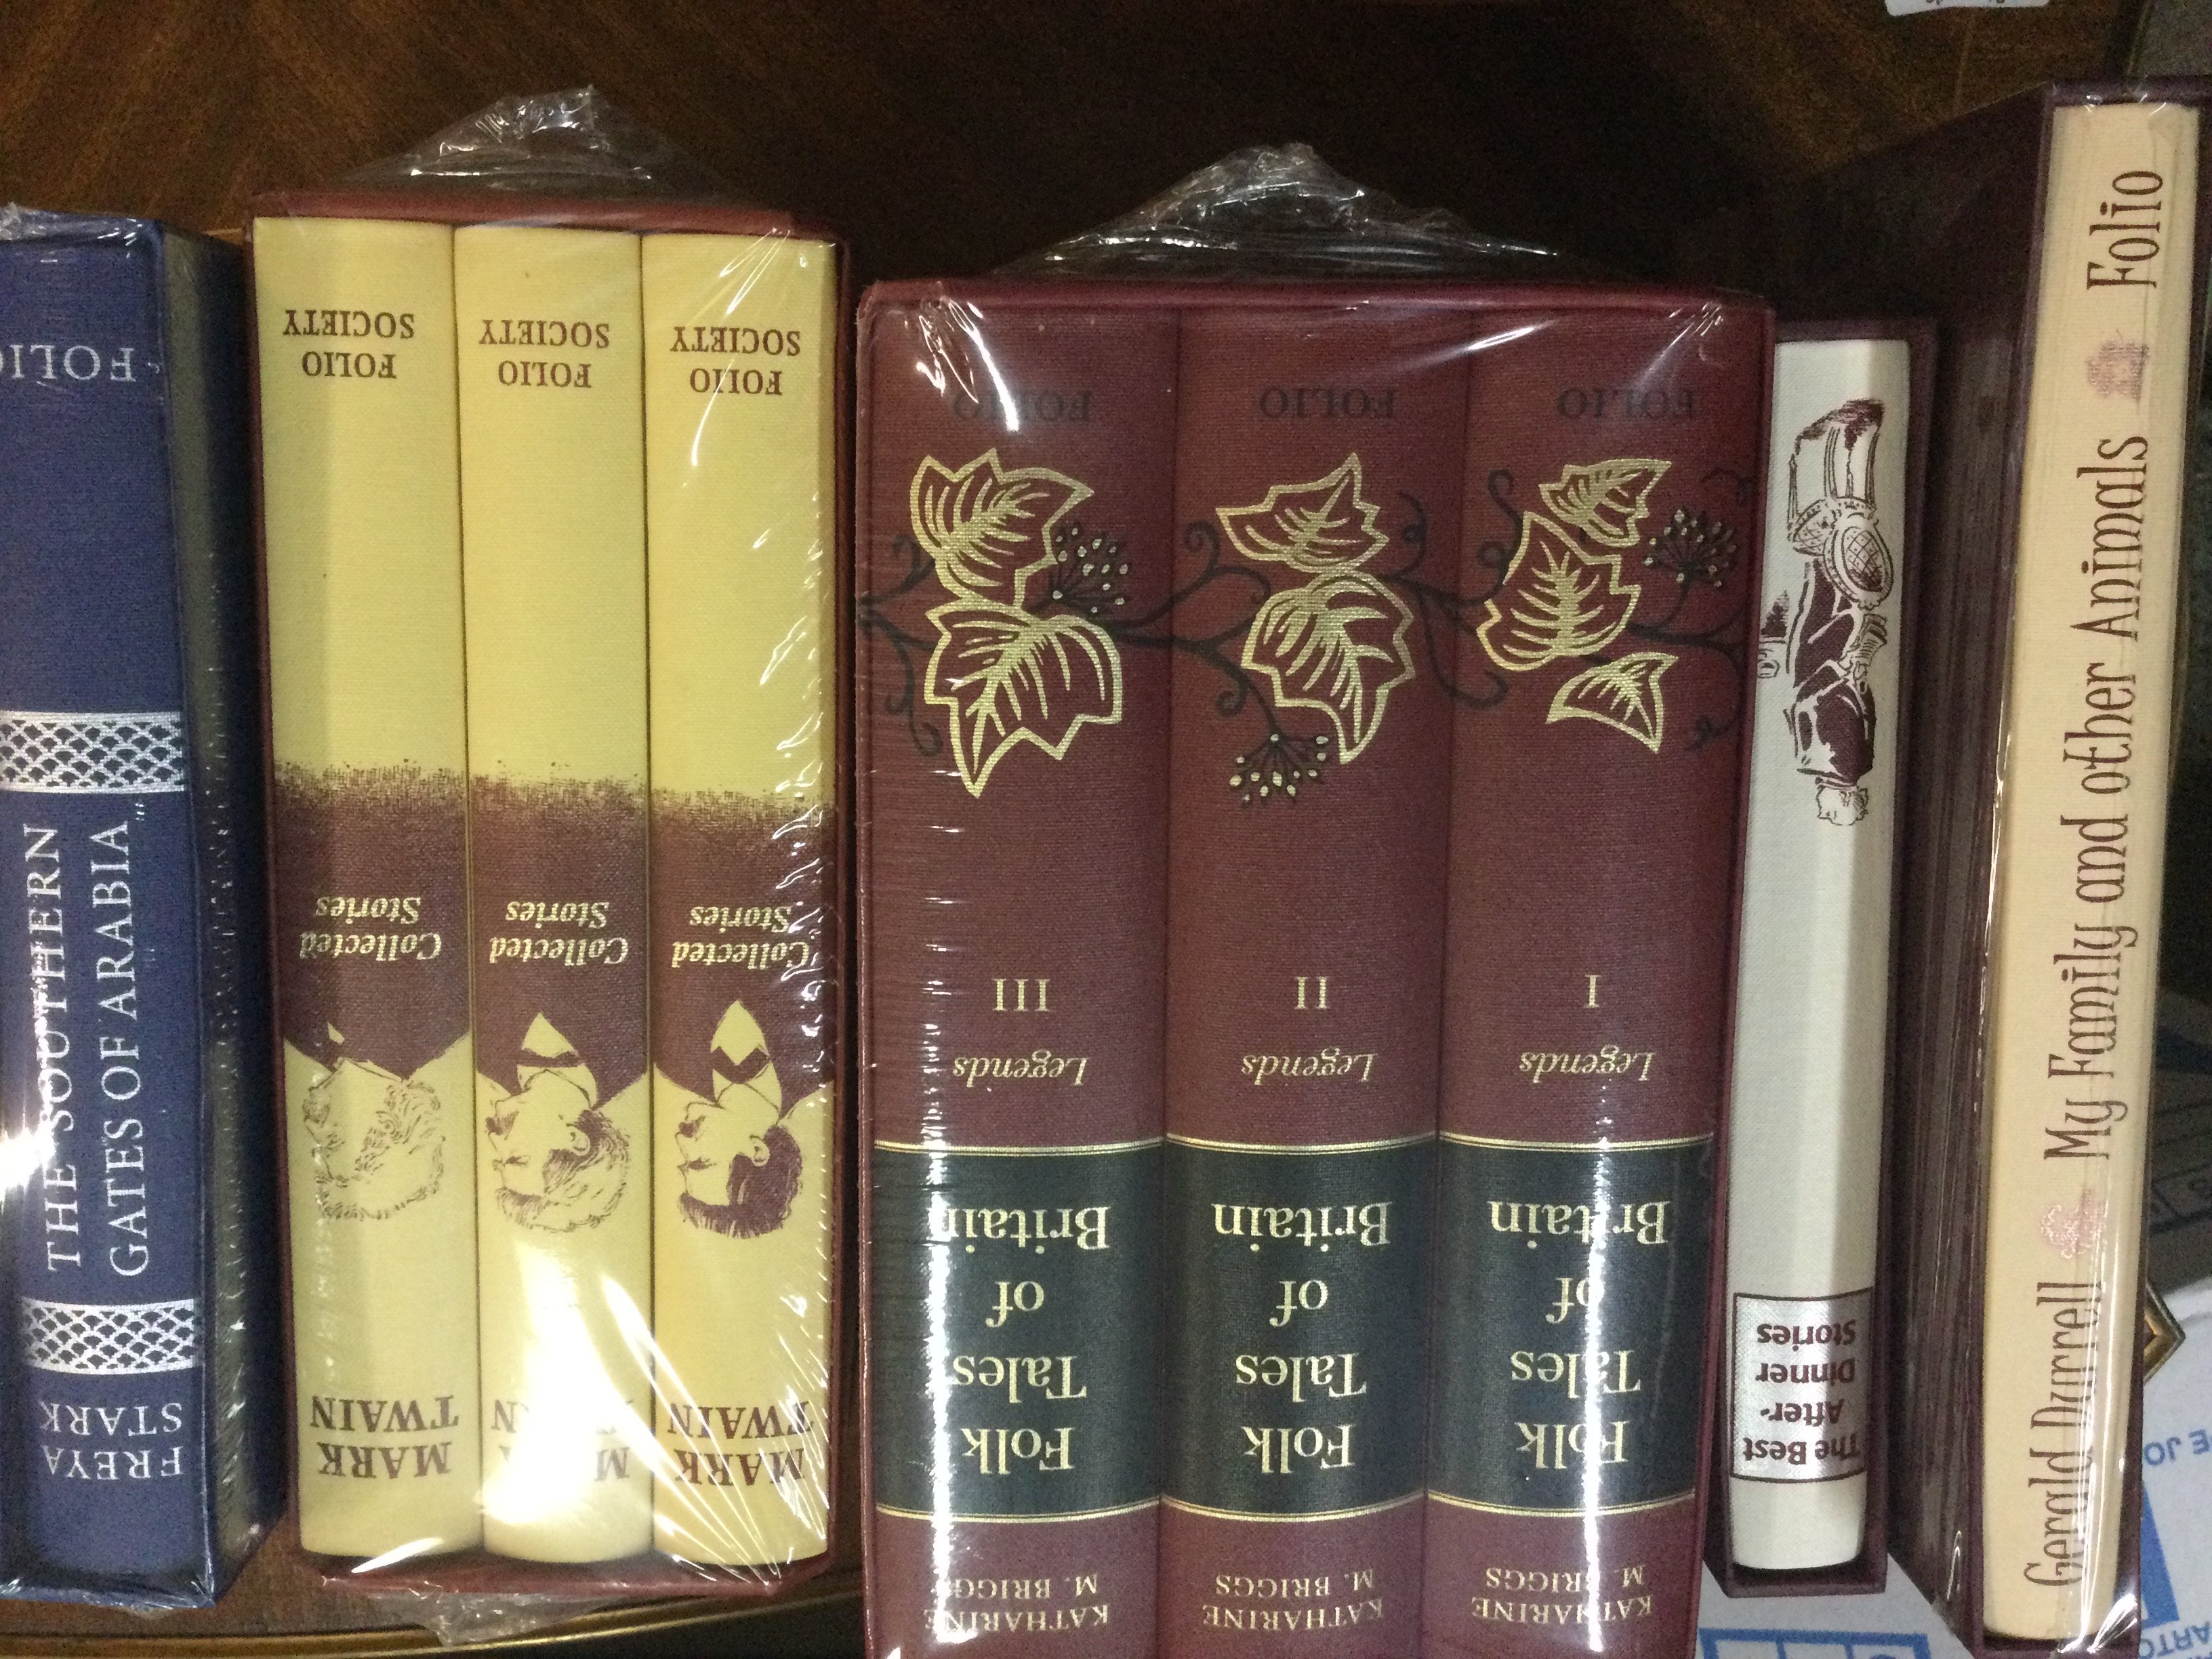 FREYA
STARK
THE SOUTHERN
GATES OF ARABIA
FOLIO
MARK
TWAIN
Collected
Stories
FOLIO
SOCIETY
Collected
Stories
FOLIO
SOCIETY
MARK
TWAIN
Collected
Stories
FOLIO
SOCIETY
KATHARINE
M. BRIGGS
Folk
Tales
of
Britain
Legends
III
FOLIO
KATHARINE
M. BRIGGS
Folk
Tales
of
Britain
Legends
II
FOLIO
KATHARINE
M. BRIGGS
Folk
Tales
of
Britain
Legends
I
FOLIO
The Best
After-
Dinner
Stories
Gerald Durrell My Family and other Animals Folio